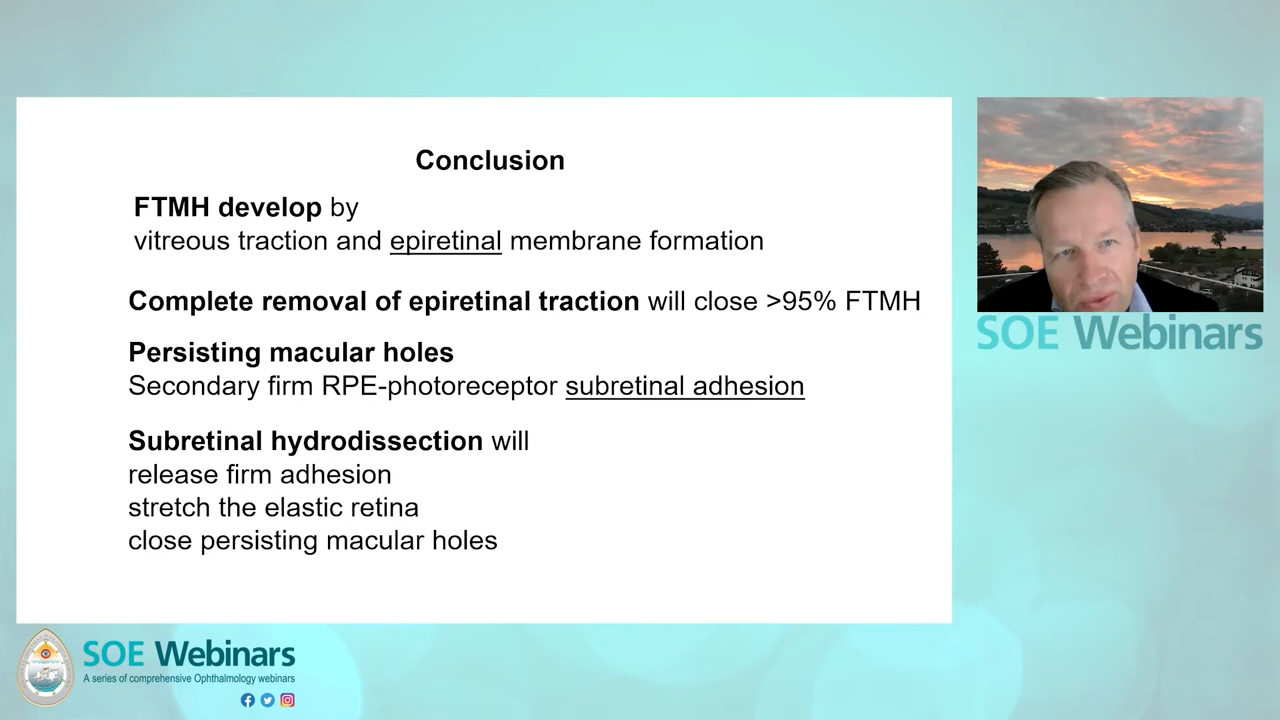 Conclusion
FTMH develop by
vitreous traction and epiretinal membrane formation
Complete removal of epiretinal traction will close >95% FTMH
Persisting macular holes
Secondary firm RPE-photoreceptor subretinal adhesion
Subretinal hydrodissection will
release firm adhesion
stretch the elastic retina
close persisting macular holes
SOE Webinars
SOE Webinars
A series of comprehensive Ophthalmology webinars